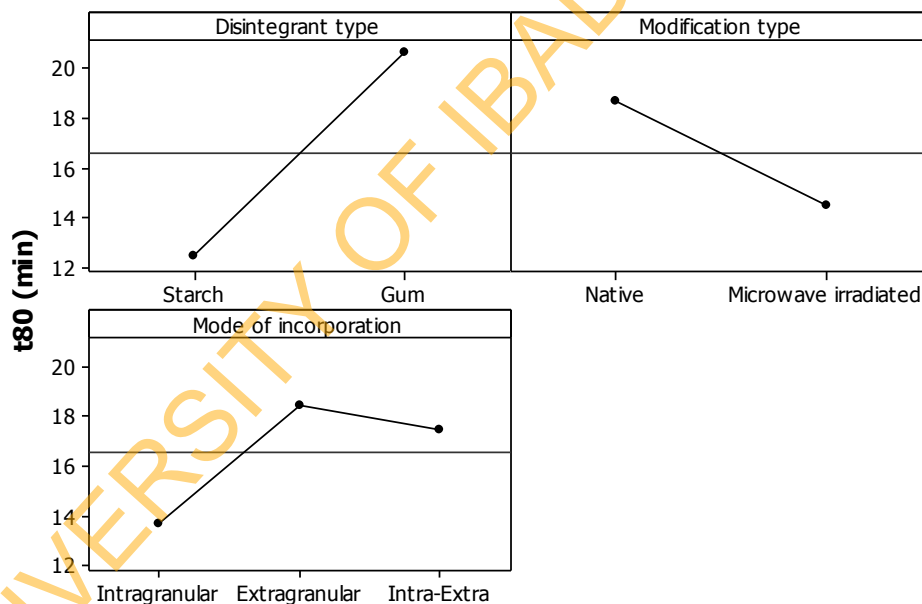 Disintegrant type
Modification type
20
18
16
14
12
Starch
Gum
Native
Microwave irradiated
t80 (min)
Mode of incorporation
20
18
16
14
12
Intragranular
Extragranular
Intra-Extra
IVERSITY OF IBAD